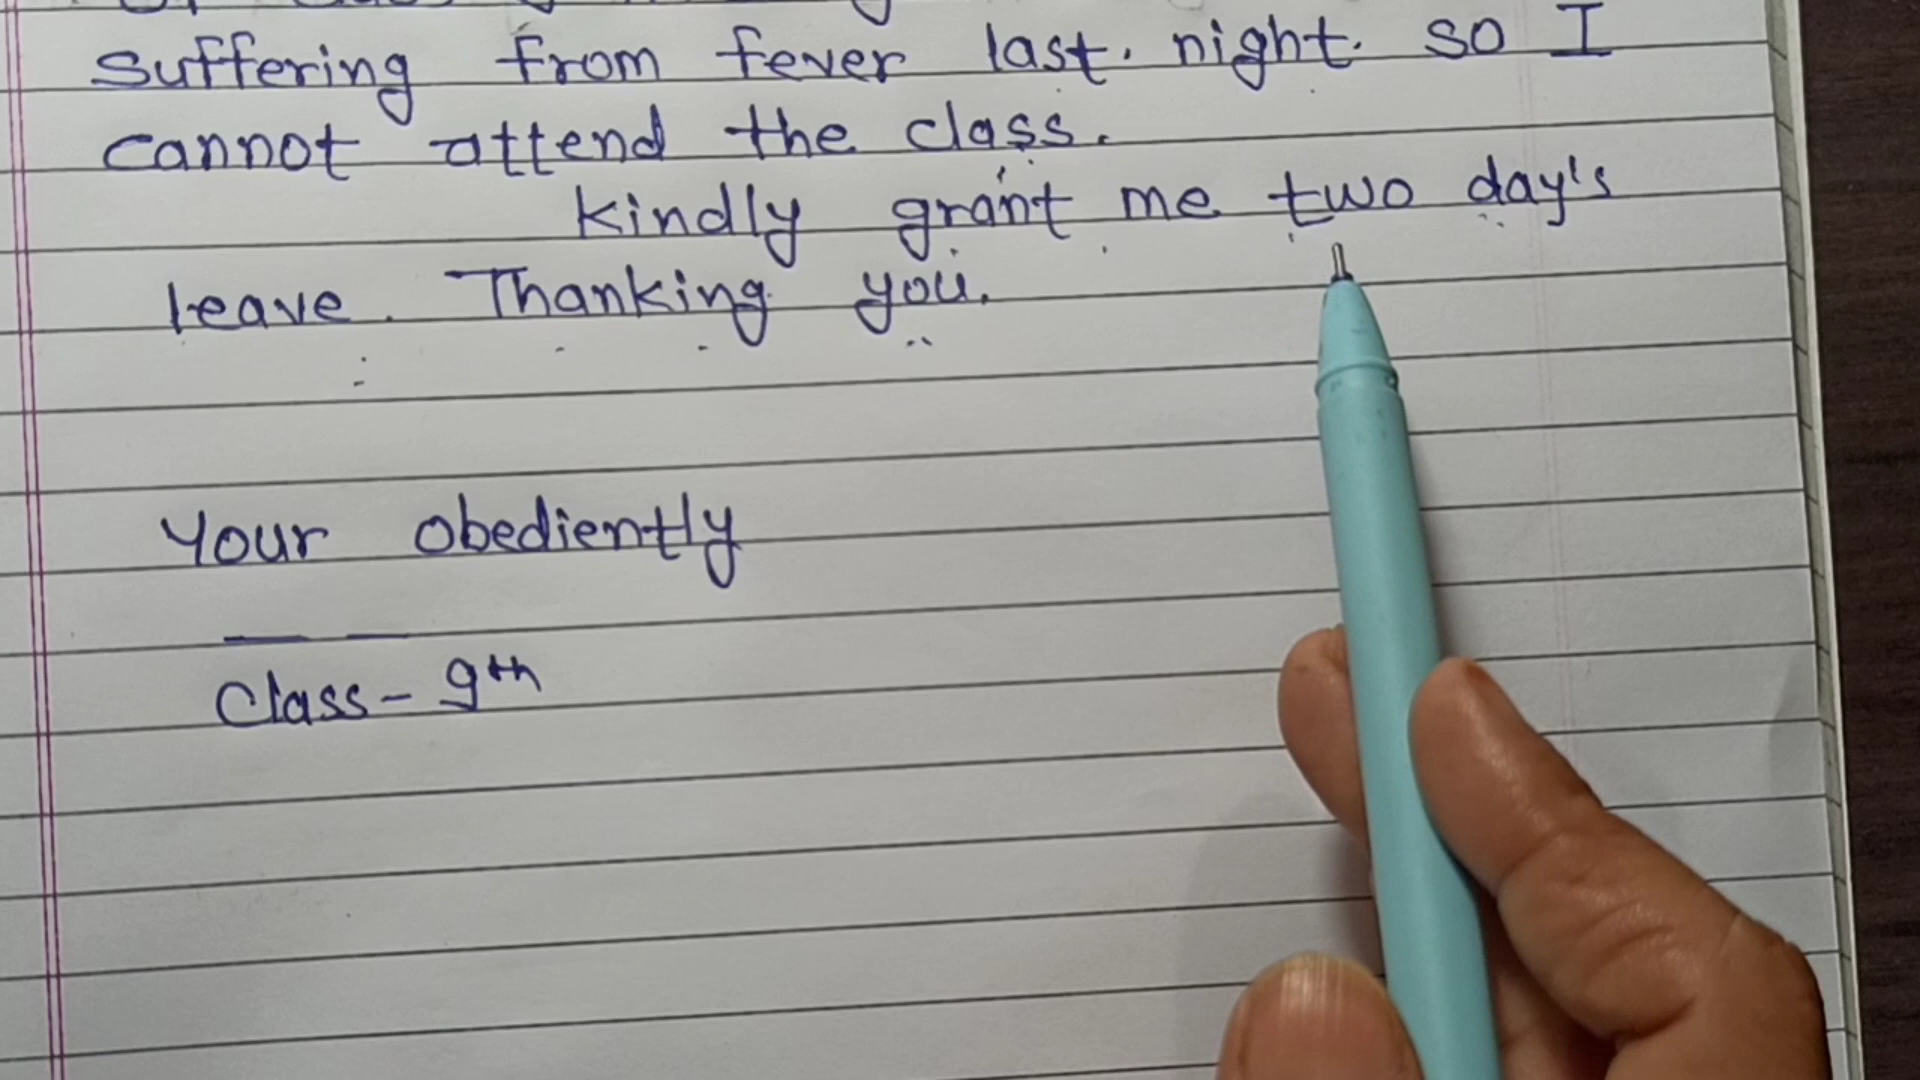 suffering from fever last night. so I
cannot attend the class.
Kindly grant me two day's
leave. Thanking you.
Your obediently
Class - 9th